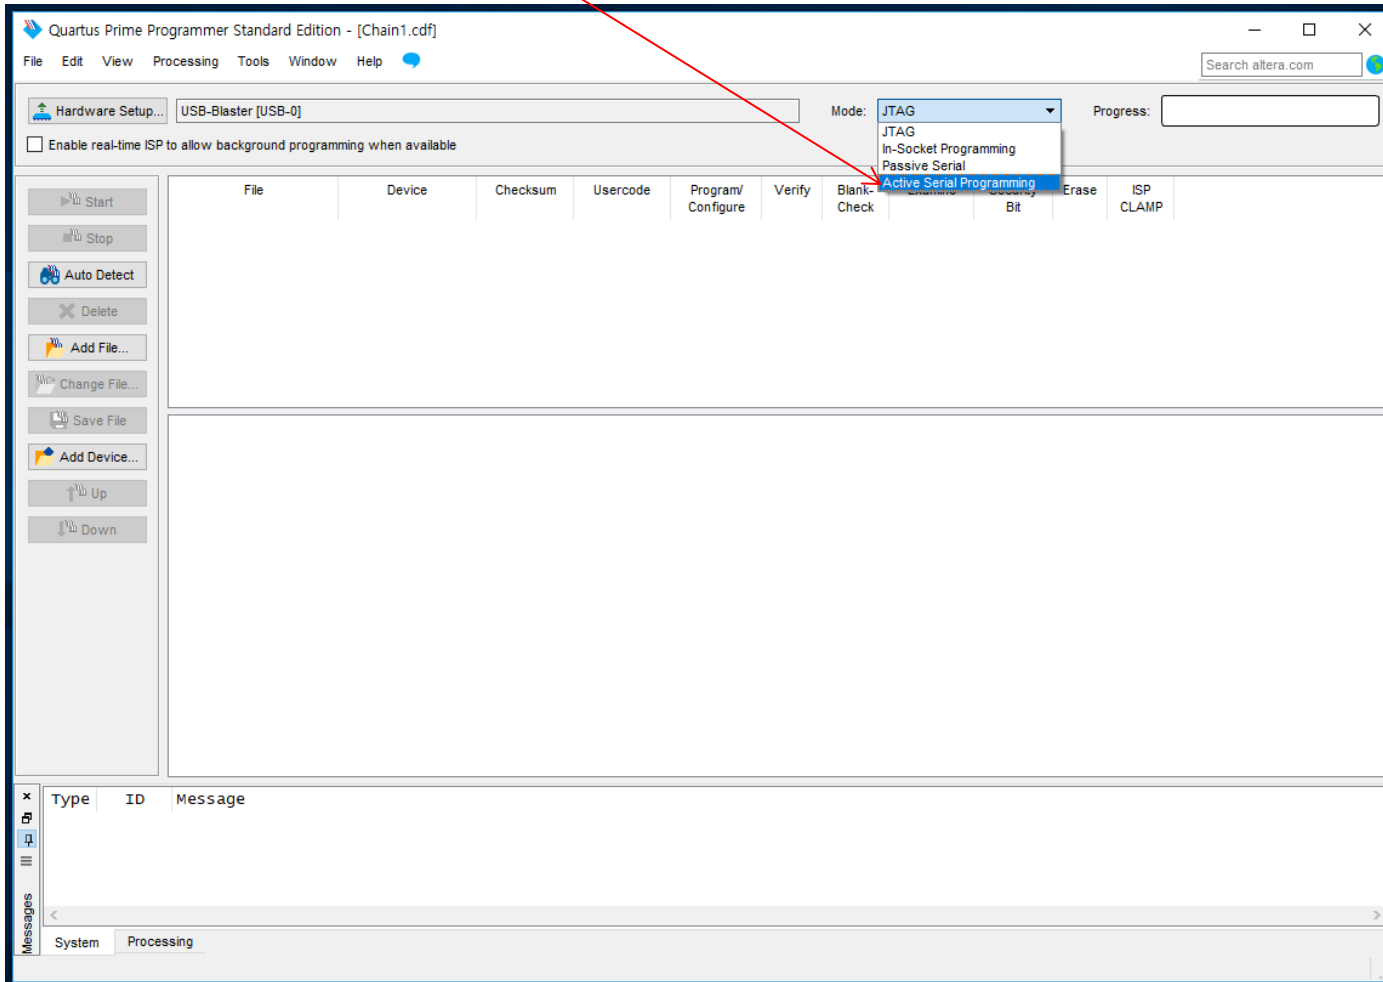 Quartus Prime Programmer Standard Edition - [Chain1.cdf]
File Edit View Processing Tools Window Help
Search altera.com
Hardware Setup... USB-Blaster [USB-0] Mode: JTAG Progress:
Enable real-time ISP to allow background programming when available
JTAG
In-Socket Programming
Passive Serial
Active Serial Programming
File Device Checksum Usercode Program/ Verify Blank- Examine Security Erase ISP
Configure Check Bit CLAMP
Start
Stop
Auto Detect
Delete
Add File...
Change File...
Save File
Add Device...
Up
Down
Type ID Message
Messages
System Processing